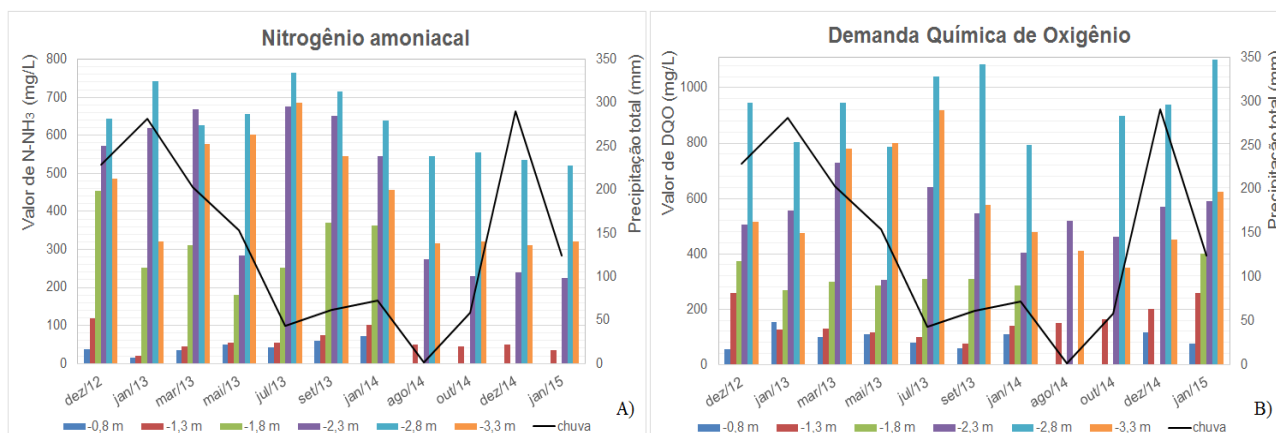 Nitrogênio amoniacal
Valor de N-NH3 (mg/L)
800
700
600
500
400
300
200
100
0
Precipitação total (mm)
350
300
250
200
150
100
50
0
dez/12 jan/13 mar/13 mai/13 jul/13 set/13 jan/14 ago/14 out/14 dez/14 jan/15
-0,8 m -1,3 m -1,8 m -2,3 m -2,8 m -3,3 m chuva
A)
Demanda Química de Oxigênio
Valor de DQO (mg/L)
1000
800
600
400
200
0
Precipitação total (mm)
350
300
250
200
150
100
50
0
dez/12 jan/13 mar/13 mai/13 jul/13 set/13 jan/14 ago/14 out/14 dez/14 jan/15
-0,8 m -1,3 m -1,8 m -2,3 m -2,8 m -3,3 m chuva
B)